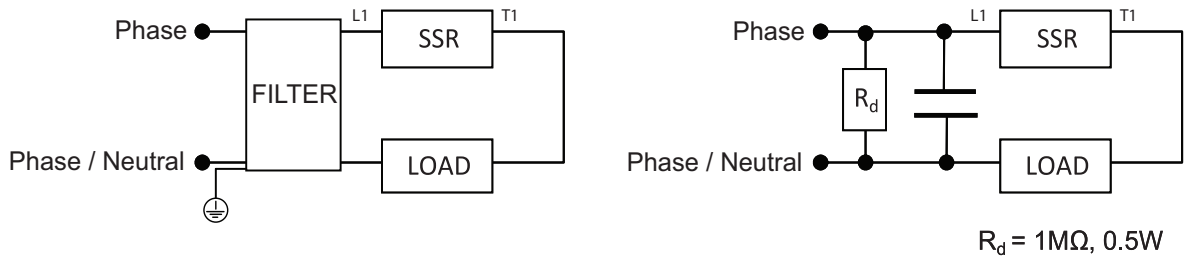 Phase
L1
SSR
T1
FILTER
Phase / Neutral
LOAD
Phase
L1
SSR
T1
Rd
Phase / Neutral
LOAD
Rd = 1MΩ, 0.5W